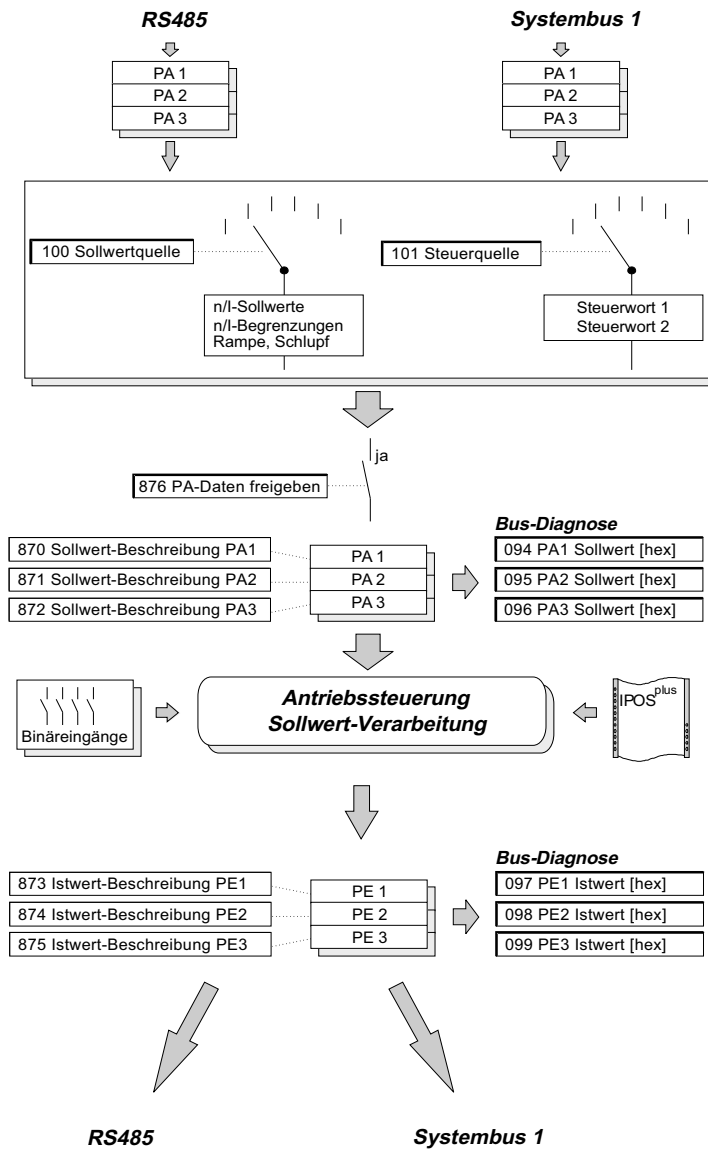 RS485
Systembus 1
PA 1
PA 2
PA 3
PA 1
PA 2
PA 3
100 Sollwertquelle
n/I-Sollwerte
n/I-Begrenzungen
Rampe, Schlupf
101 Steuerquelle
Steuerwort 1
Steuerwort 2
ja
876 PA-Daten freigeben
870 Sollwert-Beschreibung PA1
871 Sollwert-Beschreibung PA2
872 Sollwert-Beschreibung PA3
PA 1
PA 2
PA 3
Bus-Diagnose
094 PA1 Sollwert [hex]
095 PA2 Sollwert [hex]
096 PA3 Sollwert [hex]
Binäreingänge
Antriebssteuerung
Sollwert-Verarbeitung
IPOSplus
873 Istwert-Beschreibung PE1
874 Istwert-Beschreibung PE2
875 Istwert-Beschreibung PE3
PE 1
PE 2
PE 3
Bus-Diagnose
097 PE1 Istwert [hex]
098 PE2 Istwert [hex]
099 PE3 Istwert [hex]
RS485
Systembus 1